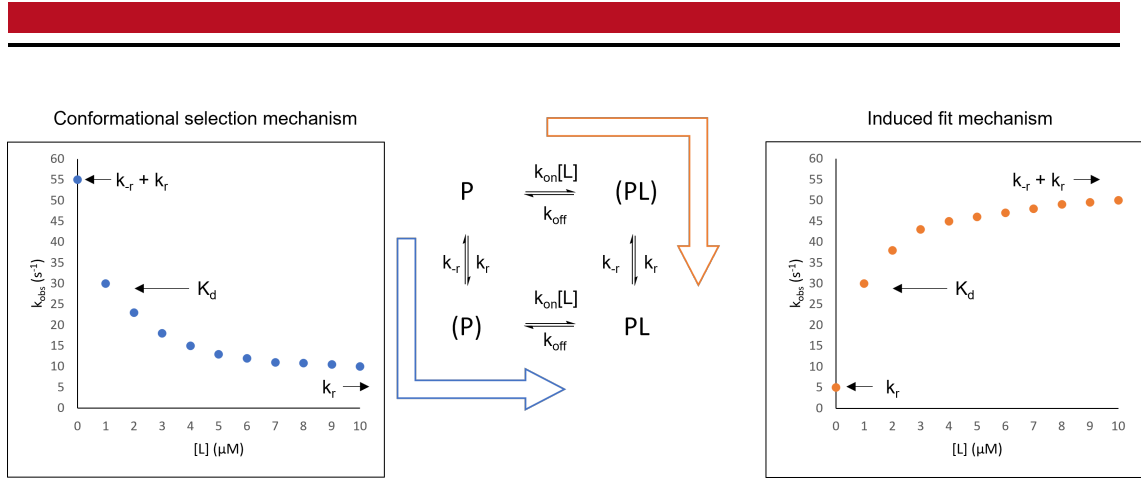 Conformational selection mechanism
60
55
50
45
40
35
30
25
20
15
10
5
0
k-r + kr
Kd
kr
kobs (s-1)
0 1 2 3 4 5 6 7 8 9 10
[L] (µM)
P
kon[L]
koff
(PL)
k-r kr
k-r kr
(P)
kon[L]
koff
PL
Induced fit mechanism
60
55
50
45
40
35
30
25
20
15
10
5
0
k-r + kr
Kd
kr
kobs (s-1)
0 1 2 3 4 5 6 7 8 9 10
[L] (µM)